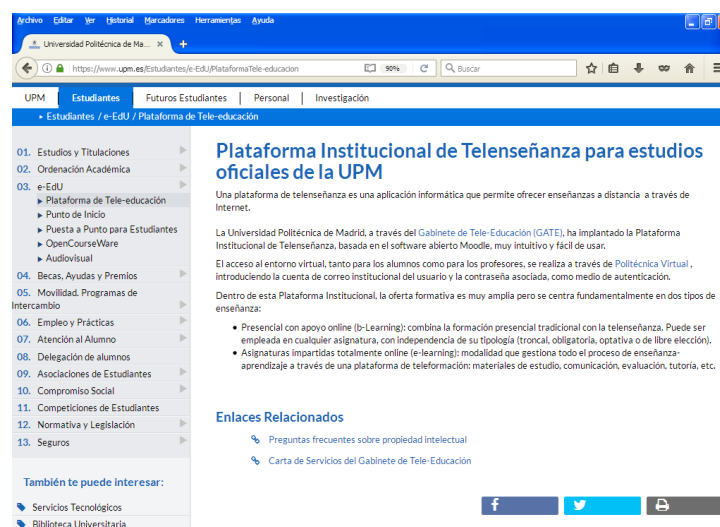 Archivo Editar Ver Historial Marcadores Herramientas Ayuda
Universidad Politécnica de Ma...
https://www.upm.es/Estudiantes/e-EdU/PlataformaTele-educacion 90% Buscar
UPM Estudiantes Futuros Estudiantes Personal Investigación
Estudiantes / e-EdU / Plataforma de Tele-educación
01. Estudios y Titulaciones
02. Ordenación Académica
03. e-EdU
Plataforma de Tele-educación
Punto de Inicio
Puesta a Punto para Estudiantes
OpenCourseWare
Audiovisual
04. Becas, Ayudas y Premios
05. Movilidad. Programas de
Intercambio
06. Empleo y Prácticas
07. Atención al Alumno
08. Delegación de alumnos
09. Asociaciones de Estudiantes
10. Compromiso Social
11. Competiciones de Estudiantes
12. Normativa y Legislación
13. Seguros
También te puede interesar:
Servicios Tecnológicos
Biblioteca Universitaria
Plataforma Institucional de Telenseñanza para estudios
oficiales de la UPM
Una plataforma de telenseñanza es una aplicación informática que permite ofrecer enseñanzas a distancia a través de
Internet.
La Universidad Politécnica de Madrid, a través del Gabinete de Tele-Educación (GATE), ha implantado la Plataforma
Institucional de Telenseñanza, basada en el software abierto Moodle, muy intuitivo y fácil de usar.
El acceso al entorno virtual, tanto para los alumnos como para los profesores, se realiza a través de Politécnica Virtual ,
introduciendo la cuenta de correo institucional del usuario y la contraseña asociada, como medio de autenticación.
Dentro de esta Plataforma Institucional, la oferta formativa es muy amplia pero se centra fundamentalmente en dos tipos de
enseñanza:
Presencial con apoyo online (b-Learning): combina la formación presencial tradicional con la telenseñanza. Puede ser
empleada en cualquier asignatura, con independencia de su tipología (troncal, obligatoria, optativa o de libre elección).
Asignaturas impartidas totalmente online (e-learning): modalidad que gestiona todo el proceso de enseñanza-
aprendizaje a través de una plataforma de teleformación: materiales de estudio, comunicación, evaluación, tutoría, etc.
Enlaces Relacionados
Preguntas frecuentes sobre propiedad intelectual
Carta de Servicios del Gabinete de Tele-Educación